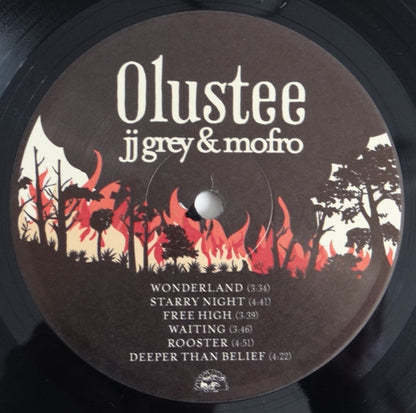 Olustee
jj grey & mofro
WONDERLAND (3:34)
STARRY NIGHT (4:41)
FREE HIGH (3:39)
WAITING (3:46)
ROOSTER (4:51)
DEEPER THAN BELIEF (4:22)